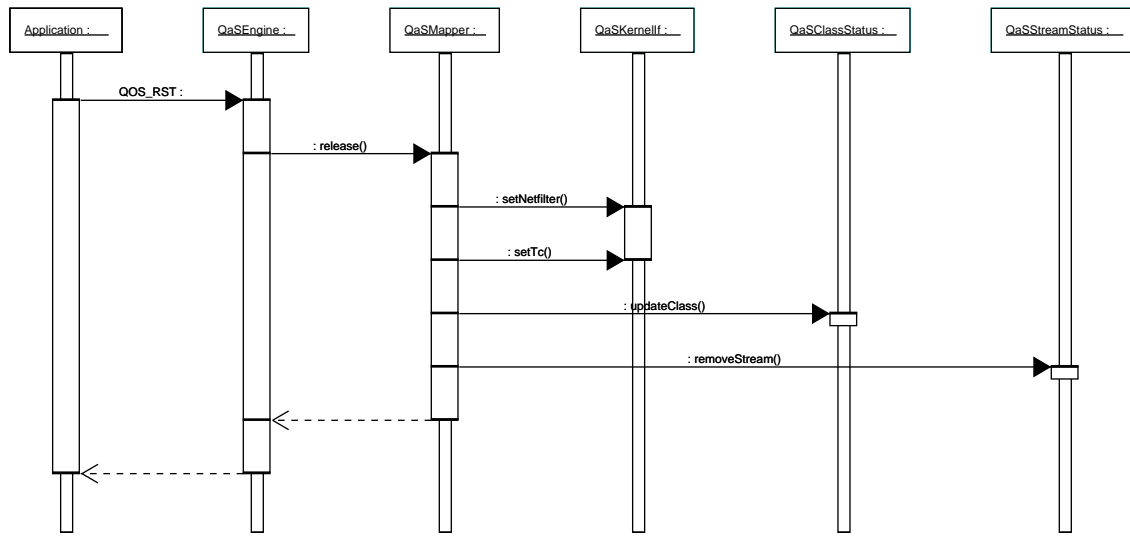 Application :
QaSEngine :
QaSMapper :
QaSKernelIf :
QaSClassStatus :
QaSStreamStatus :
QOS_RST :
: release()
: setNetfilter()
: setTc()
: updateClass()
: removeStream()